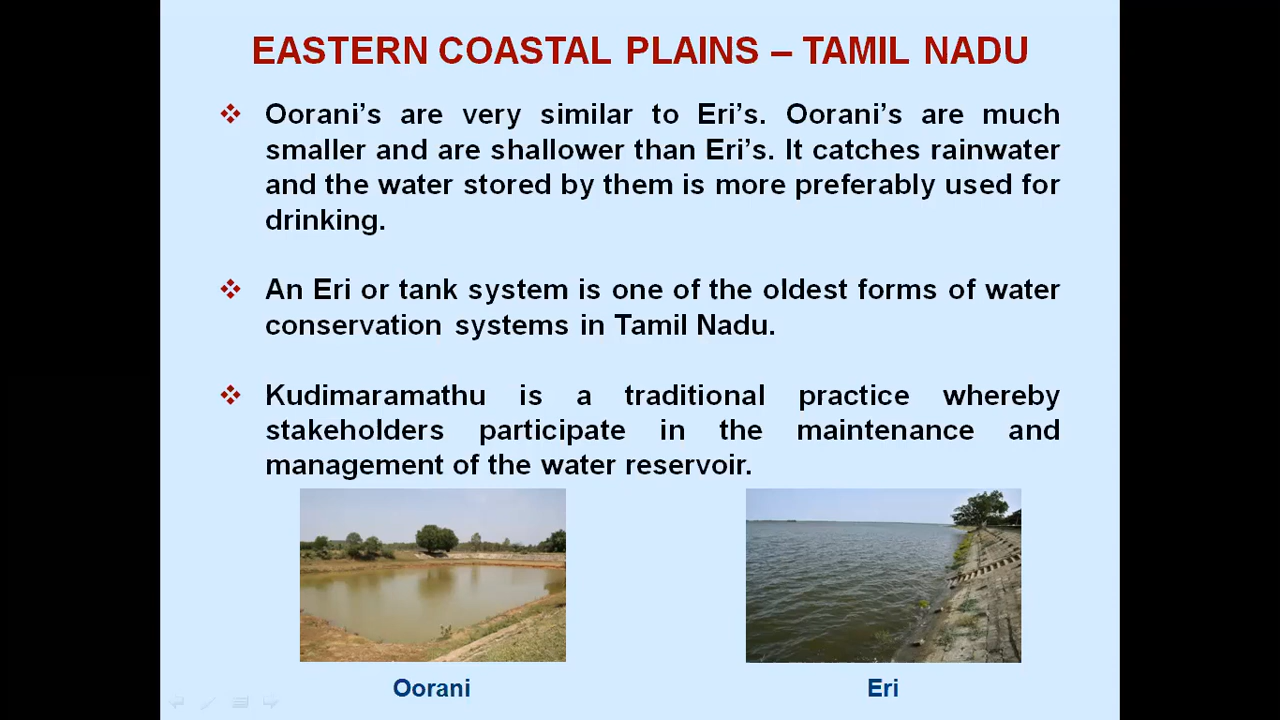 EASTERN COASTAL PLAINS – TAMIL NADU
Oorani’s are very similar to Eri’s. Oorani’s are much
smaller and are shallower than Eri’s. It catches rainwater
and the water stored by them is more preferably used for
drinking.
An Eri or tank system is one of the oldest forms of water
conservation systems in Tamil Nadu.
Kudimaramathu is a traditional practice whereby
stakeholders participate in the maintenance and
management of the water reservoir.
Oorani
Eri